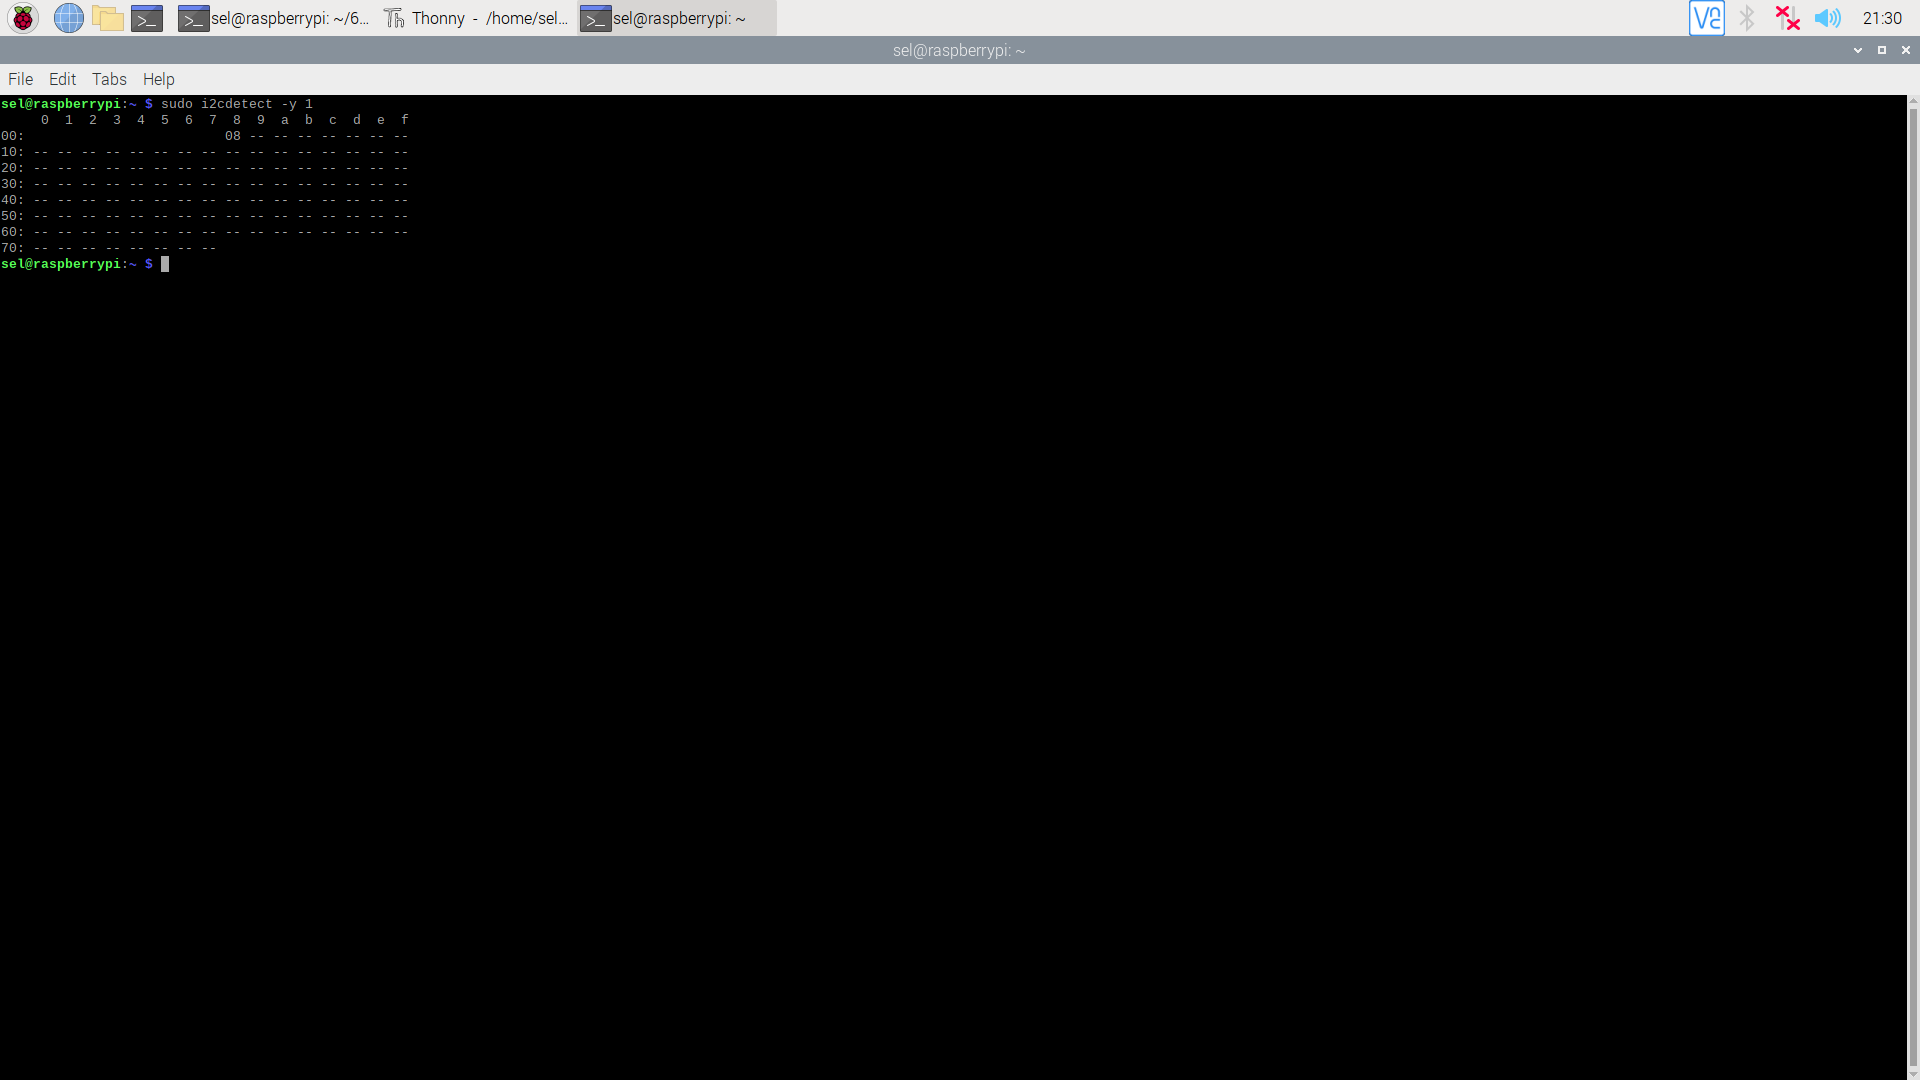 sel@raspberrypi: ~/6... Thonny - /home/sel... sel@raspberrypi: ~ 21:30
sel@raspberrypi: ~
File Edit Tabs Help
sel@raspberrypi:~ $ sudo i2cdetect -y 1
     0  1  2  3  4  5  6  7  8  9  a  b  c  d  e  f
00:                         08 -- -- -- -- -- -- --
10: -- -- -- -- -- -- -- -- -- -- -- -- -- -- -- --
20: -- -- -- -- -- -- -- -- -- -- -- -- -- -- -- --
30: -- -- -- -- -- -- -- -- -- -- -- -- -- -- -- --
40: -- -- -- -- -- -- -- -- -- -- -- -- -- -- -- --
50: -- -- -- -- -- -- -- -- -- -- -- -- -- -- -- --
60: -- -- -- -- -- -- -- -- -- -- -- -- -- -- -- --
70: -- -- -- -- -- -- -- --
sel@raspberrypi:~ $